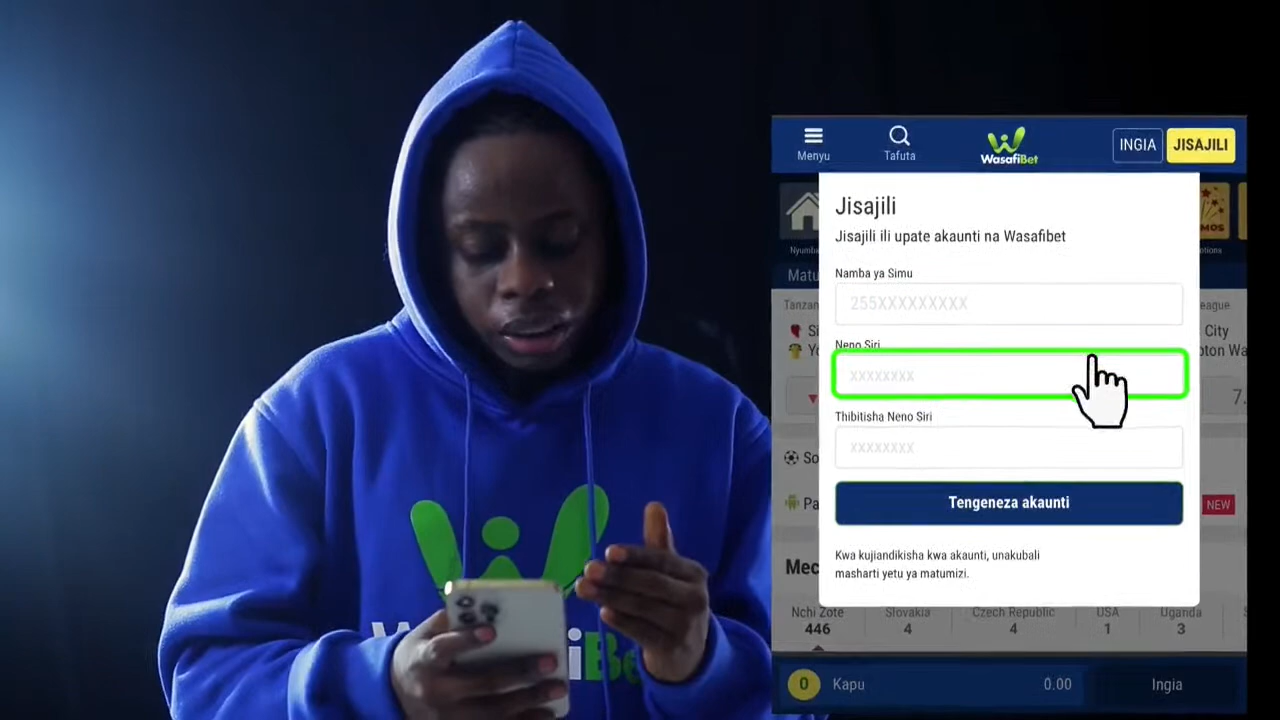 Menyu
Tafuta
WasafiBet
INGIA
JISAJILI
Jisajili
Jisajili ili upate akaunti na Wasafibet
Namba ya Simu
255XXXXXXXXX
Neno Siri
XXXXXXXX
Thibitisha Neno Siri
XXXXXXXX
Tengeneza akaunti
Kwa kujiandikisha kwa akaunti, unakubali
masharti yetu ya matumizi.
City
NEW
Nchi Zote
Slovakia
Czech Republic
USA
Uganda
446
4
4
1
3
0
Kapu
0.00
Ingia